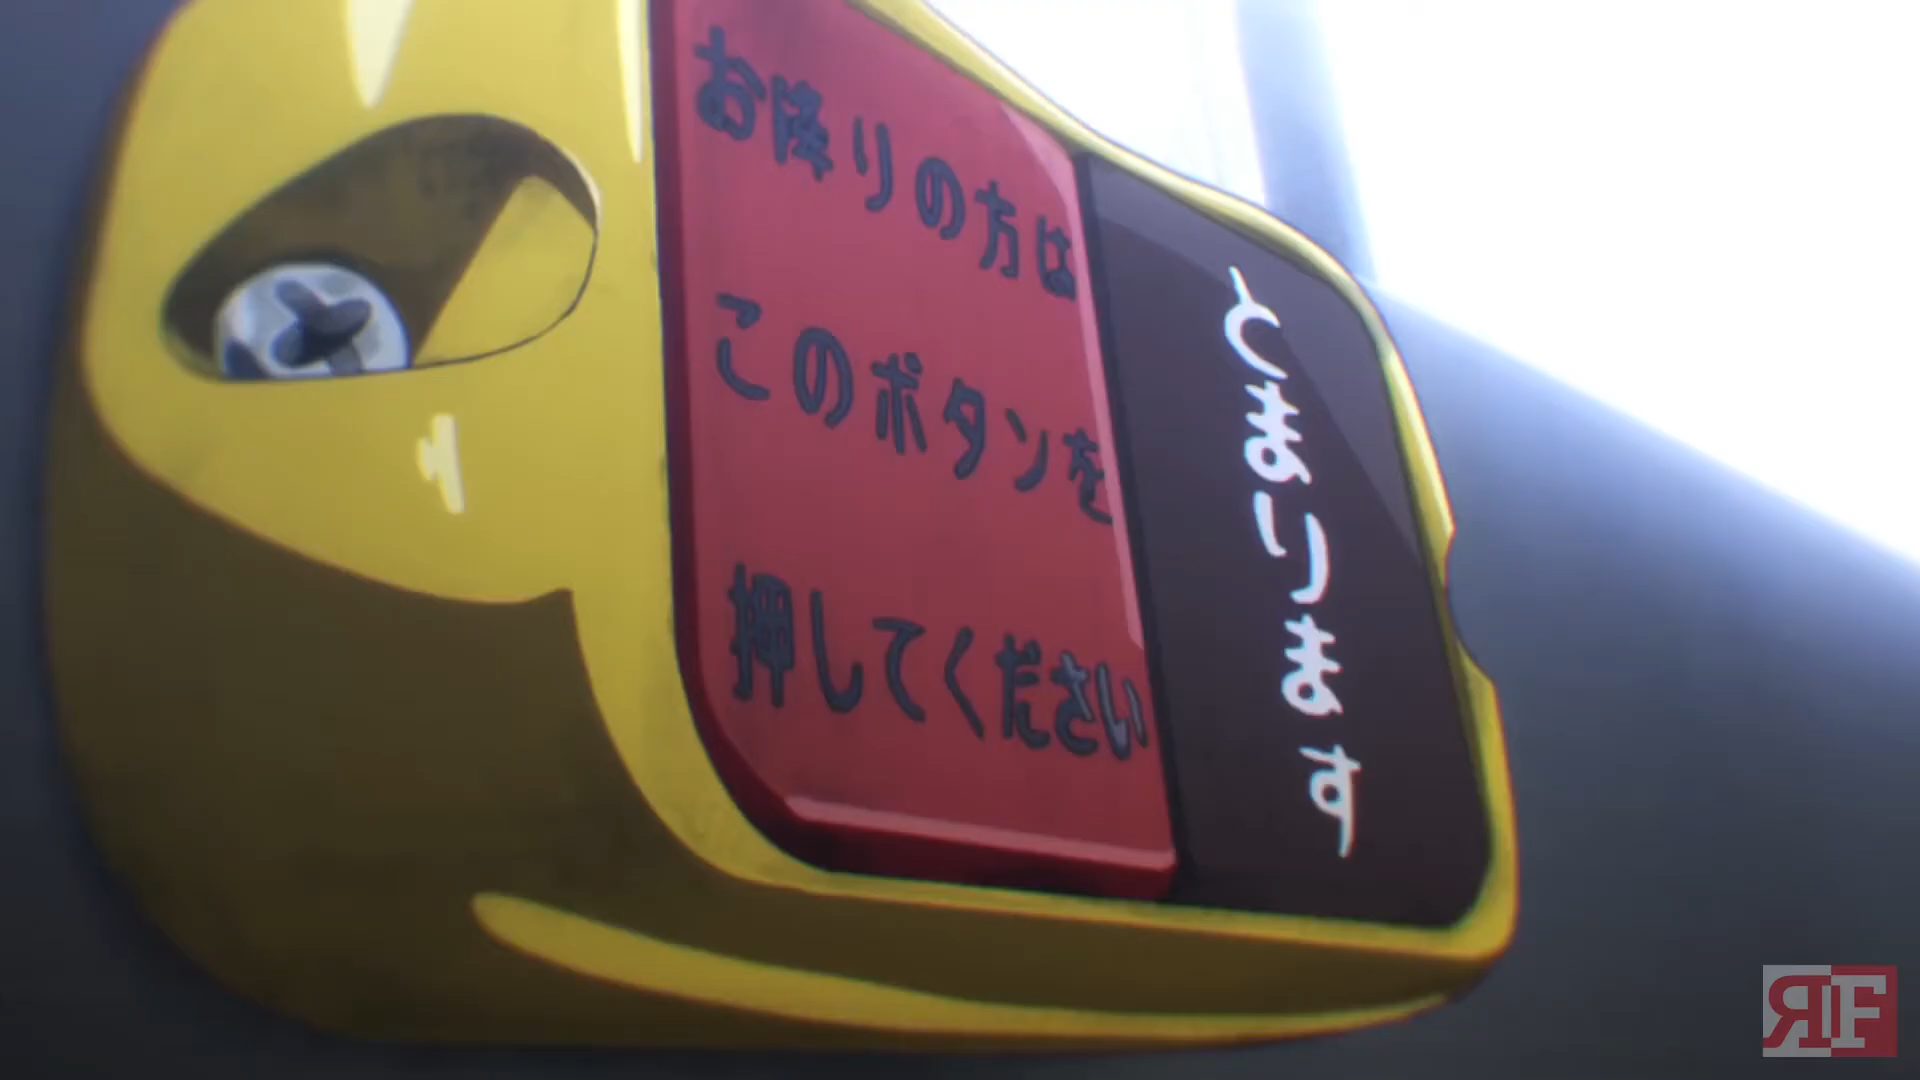 お降りの方は
このボタンを
押してください
とまります
RF